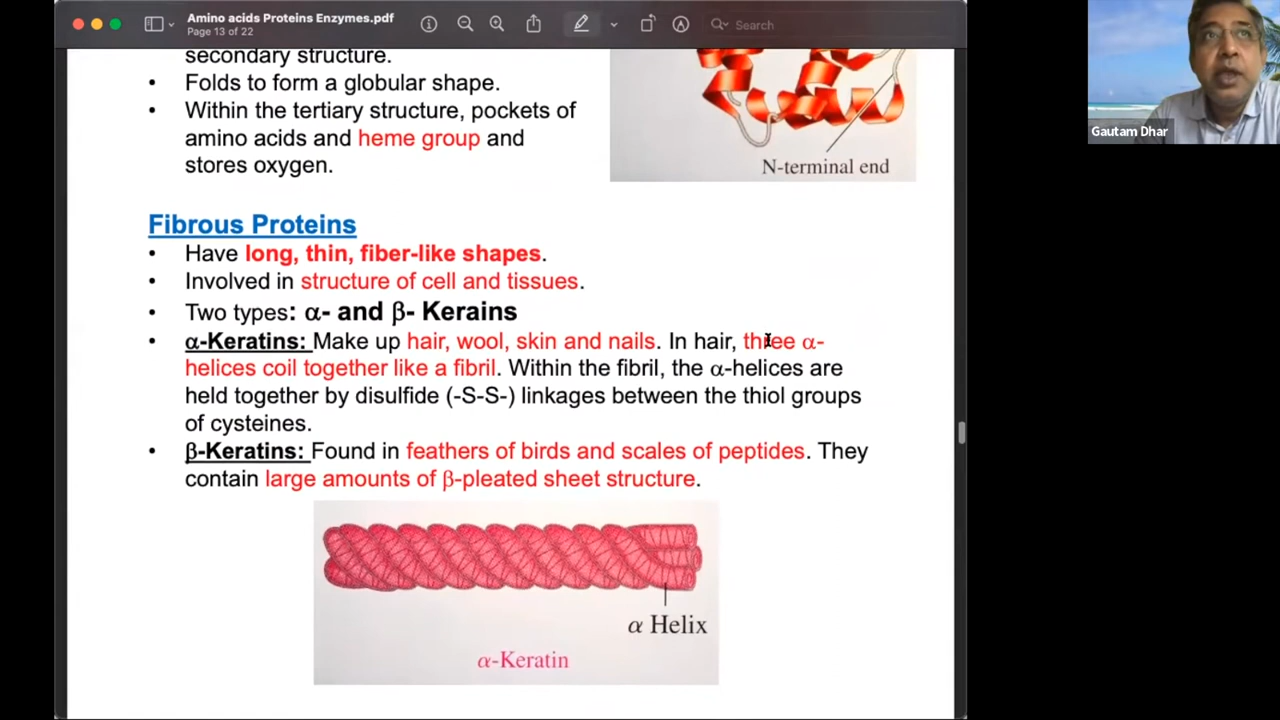 Amino acids Proteins Enzymes.pdf
Page 13 of 22
Search
Gautam Dhar
secondary structure.
• Folds to form a globular shape.
• Within the tertiary structure, pockets of
amino acids and heme group and
stores oxygen.
N-terminal end
Fibrous Proteins
• Have long, thin, fiber-like shapes.
• Involved in structure of cell and tissues.
• Two types: α- and β- Kerains
• α-Keratins: Make up hair, wool, skin and nails. In hair, three α-
helices coil together like a fibril. Within the fibril, the α-helices are
held together by disulfide (-S-S-) linkages between the thiol groups
of cysteines.
• β-Keratins: Found in feathers of birds and scales of peptides. They
contain large amounts of β-pleated sheet structure.
α Helix
α-Keratin